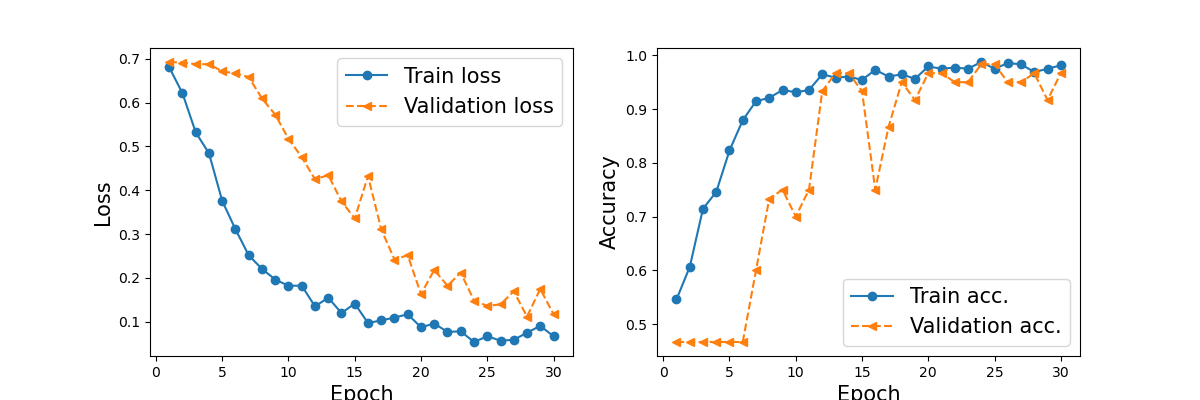 0.7
0.6
0.5
0.4
0.3
0.2
0.1
Loss
0 5 10 15 20 25 30
Epoch
Train loss
Validation loss
1.0
0.9
0.8
0.7
0.6
0.5
Accuracy
0 5 10 15 20 25 30
Epoch
Train acc.
Validation acc.